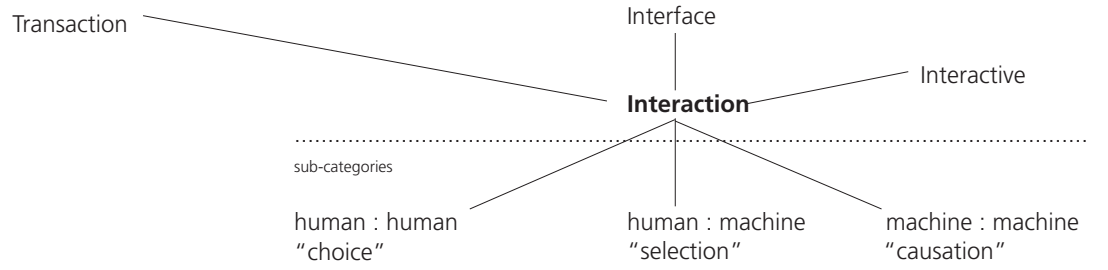 Transaction
Interface
Interactive
Interaction
sub-categories
human : human
“choice”
human : machine
“selection”
machine : machine
“causation”